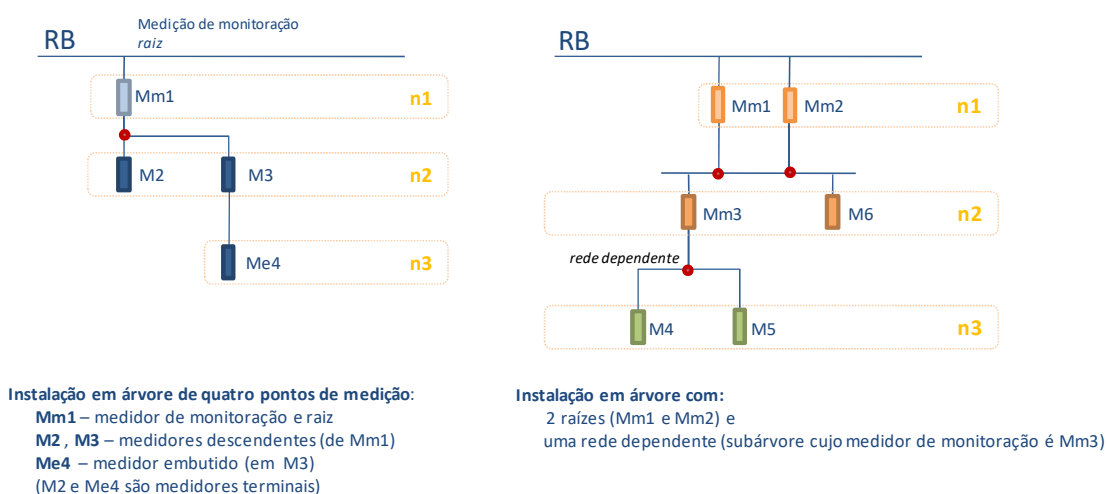 RB
Medição de monitoração
raiz
Mm1
n1
M2
M3
n2
Me4
n3
Instalação em árvore de quatro pontos de medição:
Mm1 – medidor de monitoração e raiz
M2 , M3 – medidores descendentes (de Mm1)
Me4 – medidor embutido (em M3)
(M2 e Me4 são medidores terminais)
RB
Mm1
Mm2
n1
Mm3
M6
n2
rede dependente
M4
M5
n3
Instalação em árvore com:
2 raízes (Mm1 e Mm2) e
uma rede dependente (subárvore cujo medidor de monitoração é Mm3)